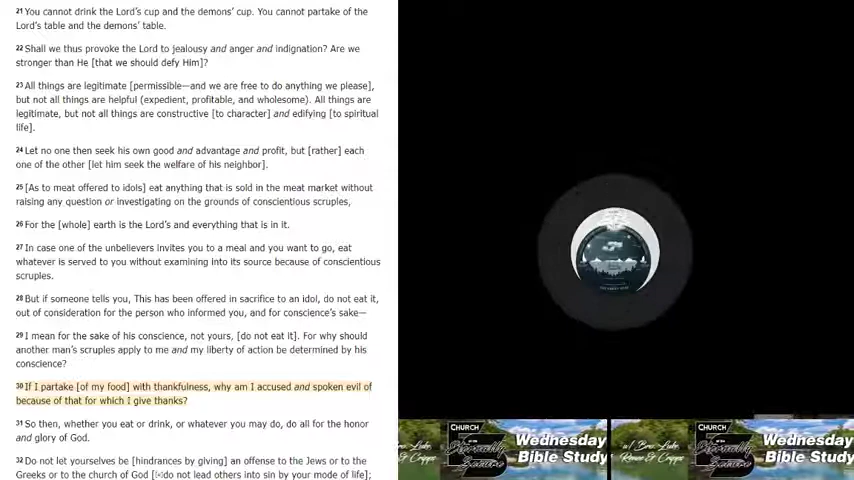 21 You cannot drink the Lord's cup and the demons' cup. You cannot partake of the
Lord's table and the demons' table.
22 Shall we thus provoke the Lord to jealousy and anger and indignation? Are we
stronger than He [that we should defy Him]?
23 All things are legitimate [permissible—and we are free to do anything we please],
but not all things are helpful (expedient, profitable, and wholesome). All things are
legitimate, but not all things are constructive [to character] and edifying [to spiritual
life].
24 Let no one then seek his own good and advantage and profit, but [rather] each
one of the other [let him seek the welfare of his neighbor].
25 [As to meat offered to idols] eat anything that is sold in the meat market without
raising any question or investigating on the grounds of conscientious scruples,
26 For the [whole] earth is the Lord's and everything that is in it.
27 In case one of the unbelievers invites you to a meal and you want to go, eat
whatever is served to you without examining into its source because of conscientious
scruples.
28 But if someone tells you, This has been offered in sacrifice to an idol, do not eat it,
out of consideration for the person who informed you, and for conscience's sake—
29 I mean for the sake of his conscience, not yours, [do not eat it]. For why should
another man's scruples apply to me and my liberty of action be determined by his
conscience?
30 If I partake [of my food] with thankfulness, why am I accused and spoken evil of
because of that for which I give thanks?
31 So then, whether you eat or drink, or whatever you may do, do all for the honor
and glory of God.
32 Do not let yourselves be [hindrances by giving] an offense to the Jews or to the
Greeks or to the church of God [do not lead others into sin by your mode of life];
Church
Eternally
Secure
Wednesday
Bible Study
w/ Bro. Luke,
Renee & Cripps
Church
Eternally
Secure
Wednesday
Bible Study